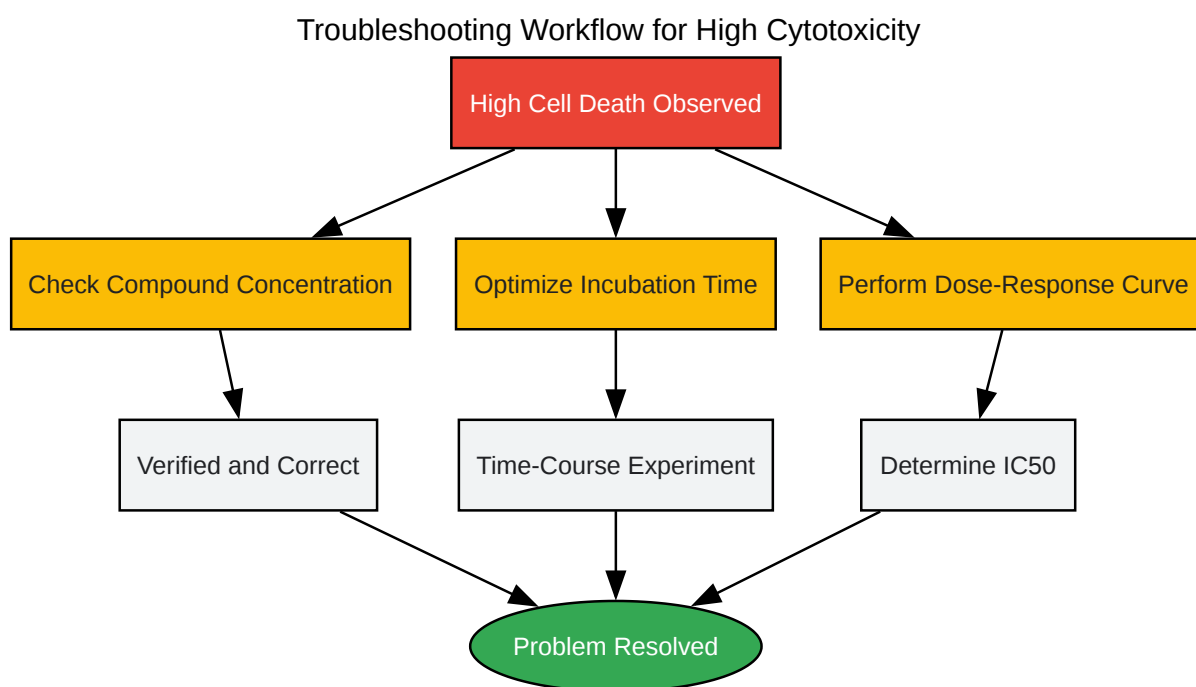 Troubleshooting Workflow for High Cytotoxicity
High Cell Death Observed
Check Compound Concentration
Optimize Incubation Time
Perform Dose-Response Curve
Verified and Correct
Time-Course Experiment
Determine IC50
Problem Resolved